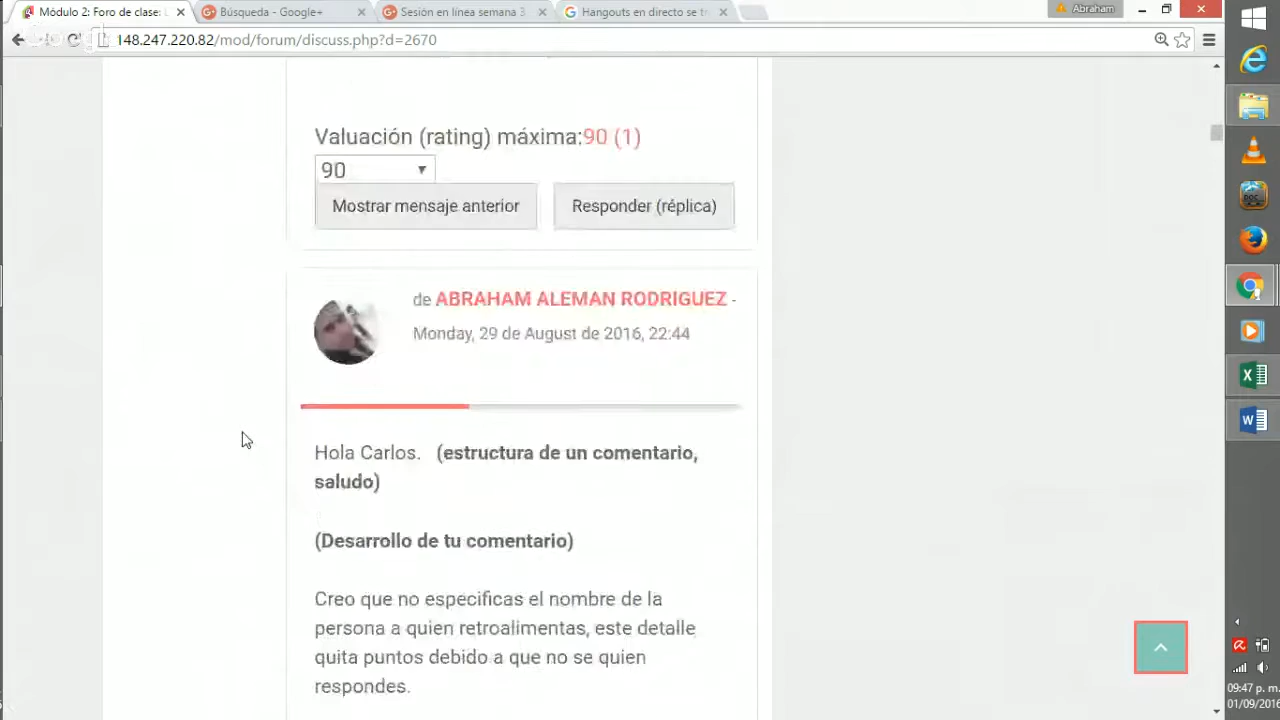 Módulo 2: Foro de clase: L
Búsqueda - Google+
Sesión en línea semana 3
Hangouts en directo se t
Abraham
148.247.220.82/mod/forum/discuss.php?d=2670
Valuación (rating) máxima:90 (1)
90
Mostrar mensaje anterior
Responder (réplica)
de ABRAHAM ALEMAN RODRIGUEZ -
Monday, 29 de August de 2016, 22:44
Hola Carlos. (estructura de un comentario,
saludo)
(Desarrollo de tu comentario)
Creo que no especificas el nombre de la
persona a quien retroalimentas, este detalle
quita puntos debido a que no se quien
respondes.
09:47 p. m.
01/09/2016